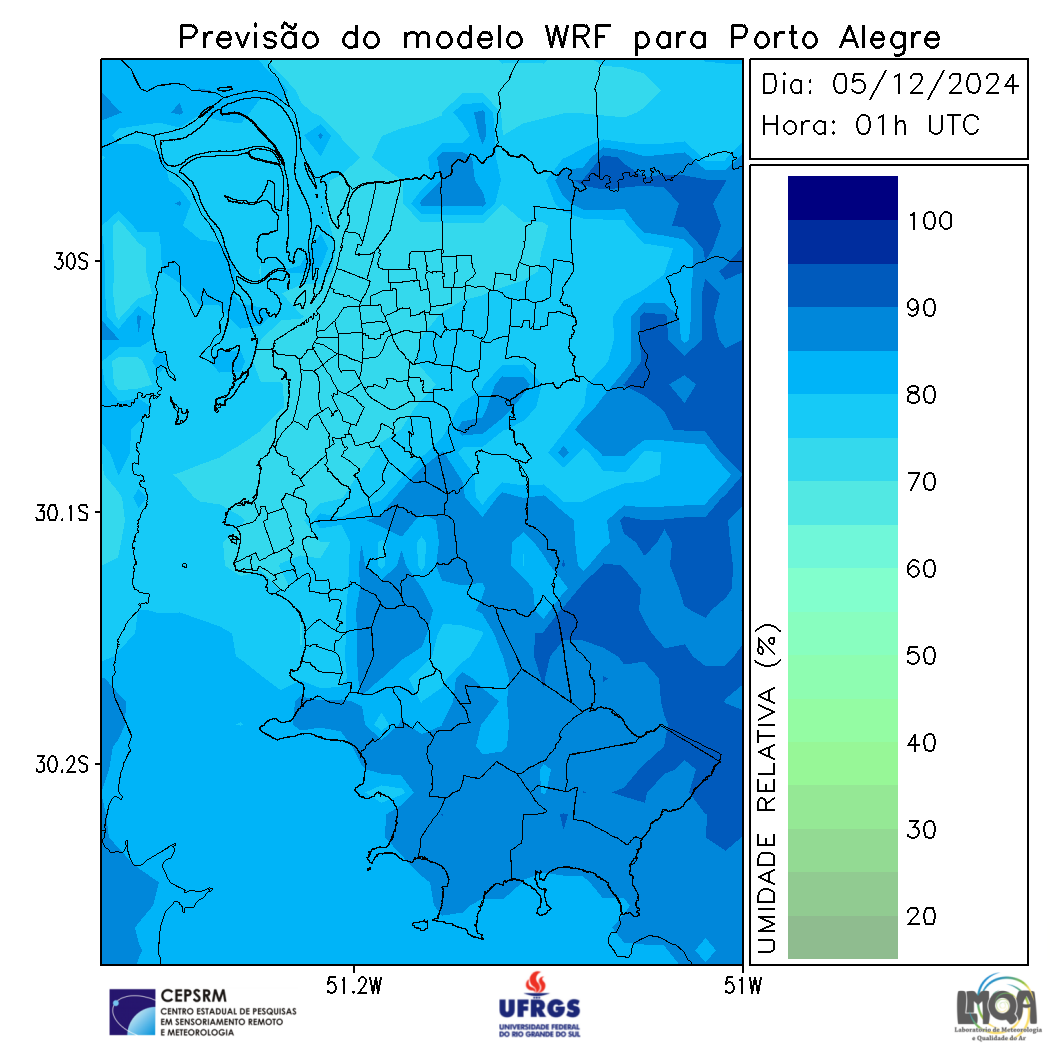 Previsão do modelo WRF para Porto Alegre
Dia: 05/12/2024
Hora: 01h UTC
30S
30.1S
30.2S
51.2W
51W
UMIDADE RELATIVA (%)
100
90
80
70
60
50
40
30
20
CEPSRM
CENTRO ESTADUAL DE PESQUISAS
EM SENSORIAMENTO REMOTO
E METEOROLOGIA
UFRGS
UNIVERSIDADE FEDERAL
DO RIO GRANDE DO SUL
LMQA
Laboratório de Meteorologia
e Qualidade do Ar